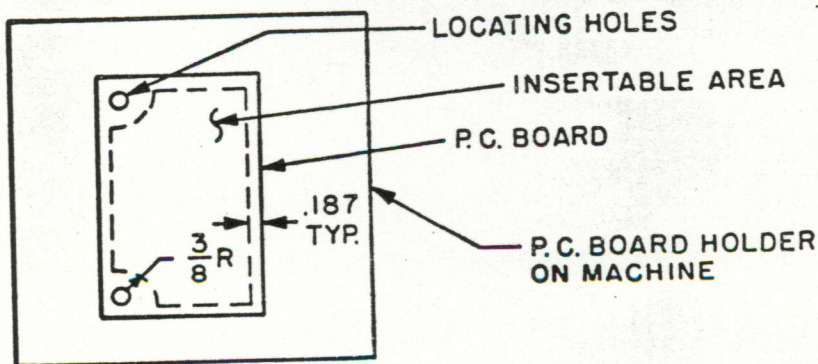 LOCATING HOLES
INSERTABLE AREA
P.C. BOARD
.187
TYP.
3/8 R
P.C. BOARD HOLDER
ON MACHINE